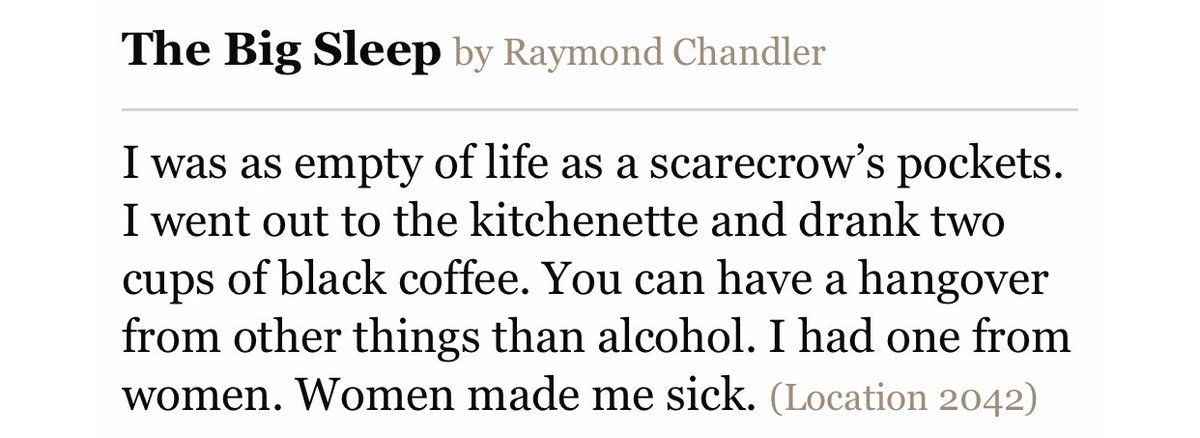 The Big Sleep by Raymond Chandler
I was as empty of life as a scarecrow’s pockets.
I went out to the kitchenette and drank two
cups of black coffee. You can have a hangover
from other things than alcohol. I had one from
women. Women made me sick. (Location 2042)